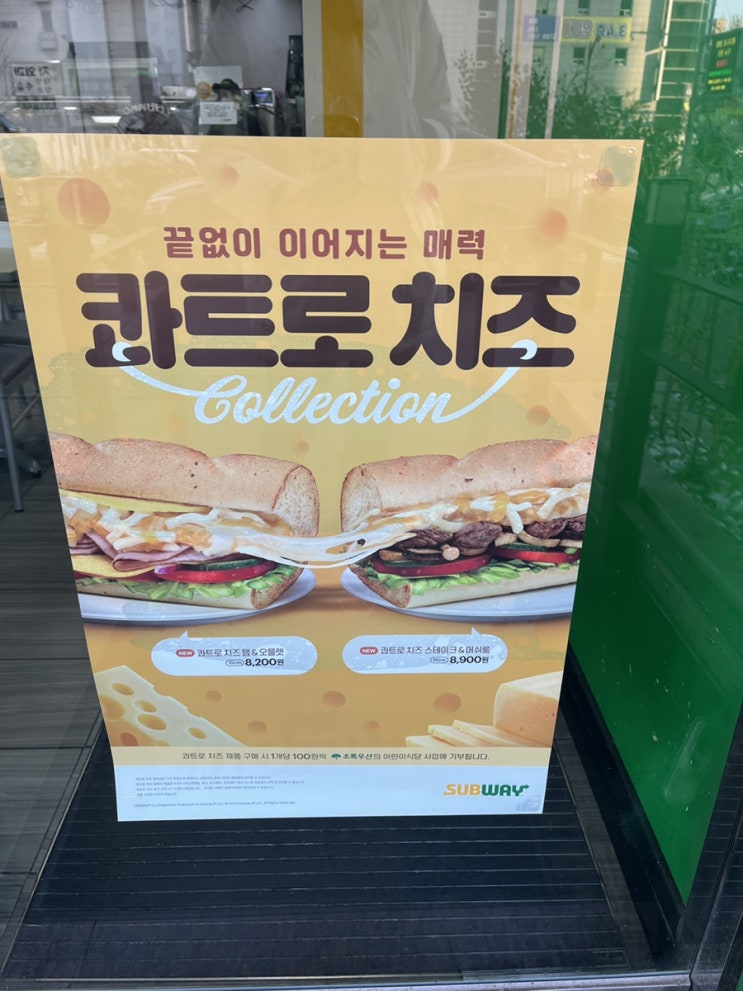 끝없이 이어지는 매력
콰트로 치즈
Collection
NEW 콰트로 치즈 햄 & 오믈렛
15cm 8,200원
NEW 콰트로 치즈 스테이크 & 머쉬룸
15cm 8,900원
콰트로 치즈 제품 구매 시 1개당 100원씩 초록우산의 어린이식당 사업에 기부됩니다.
SUBWAY